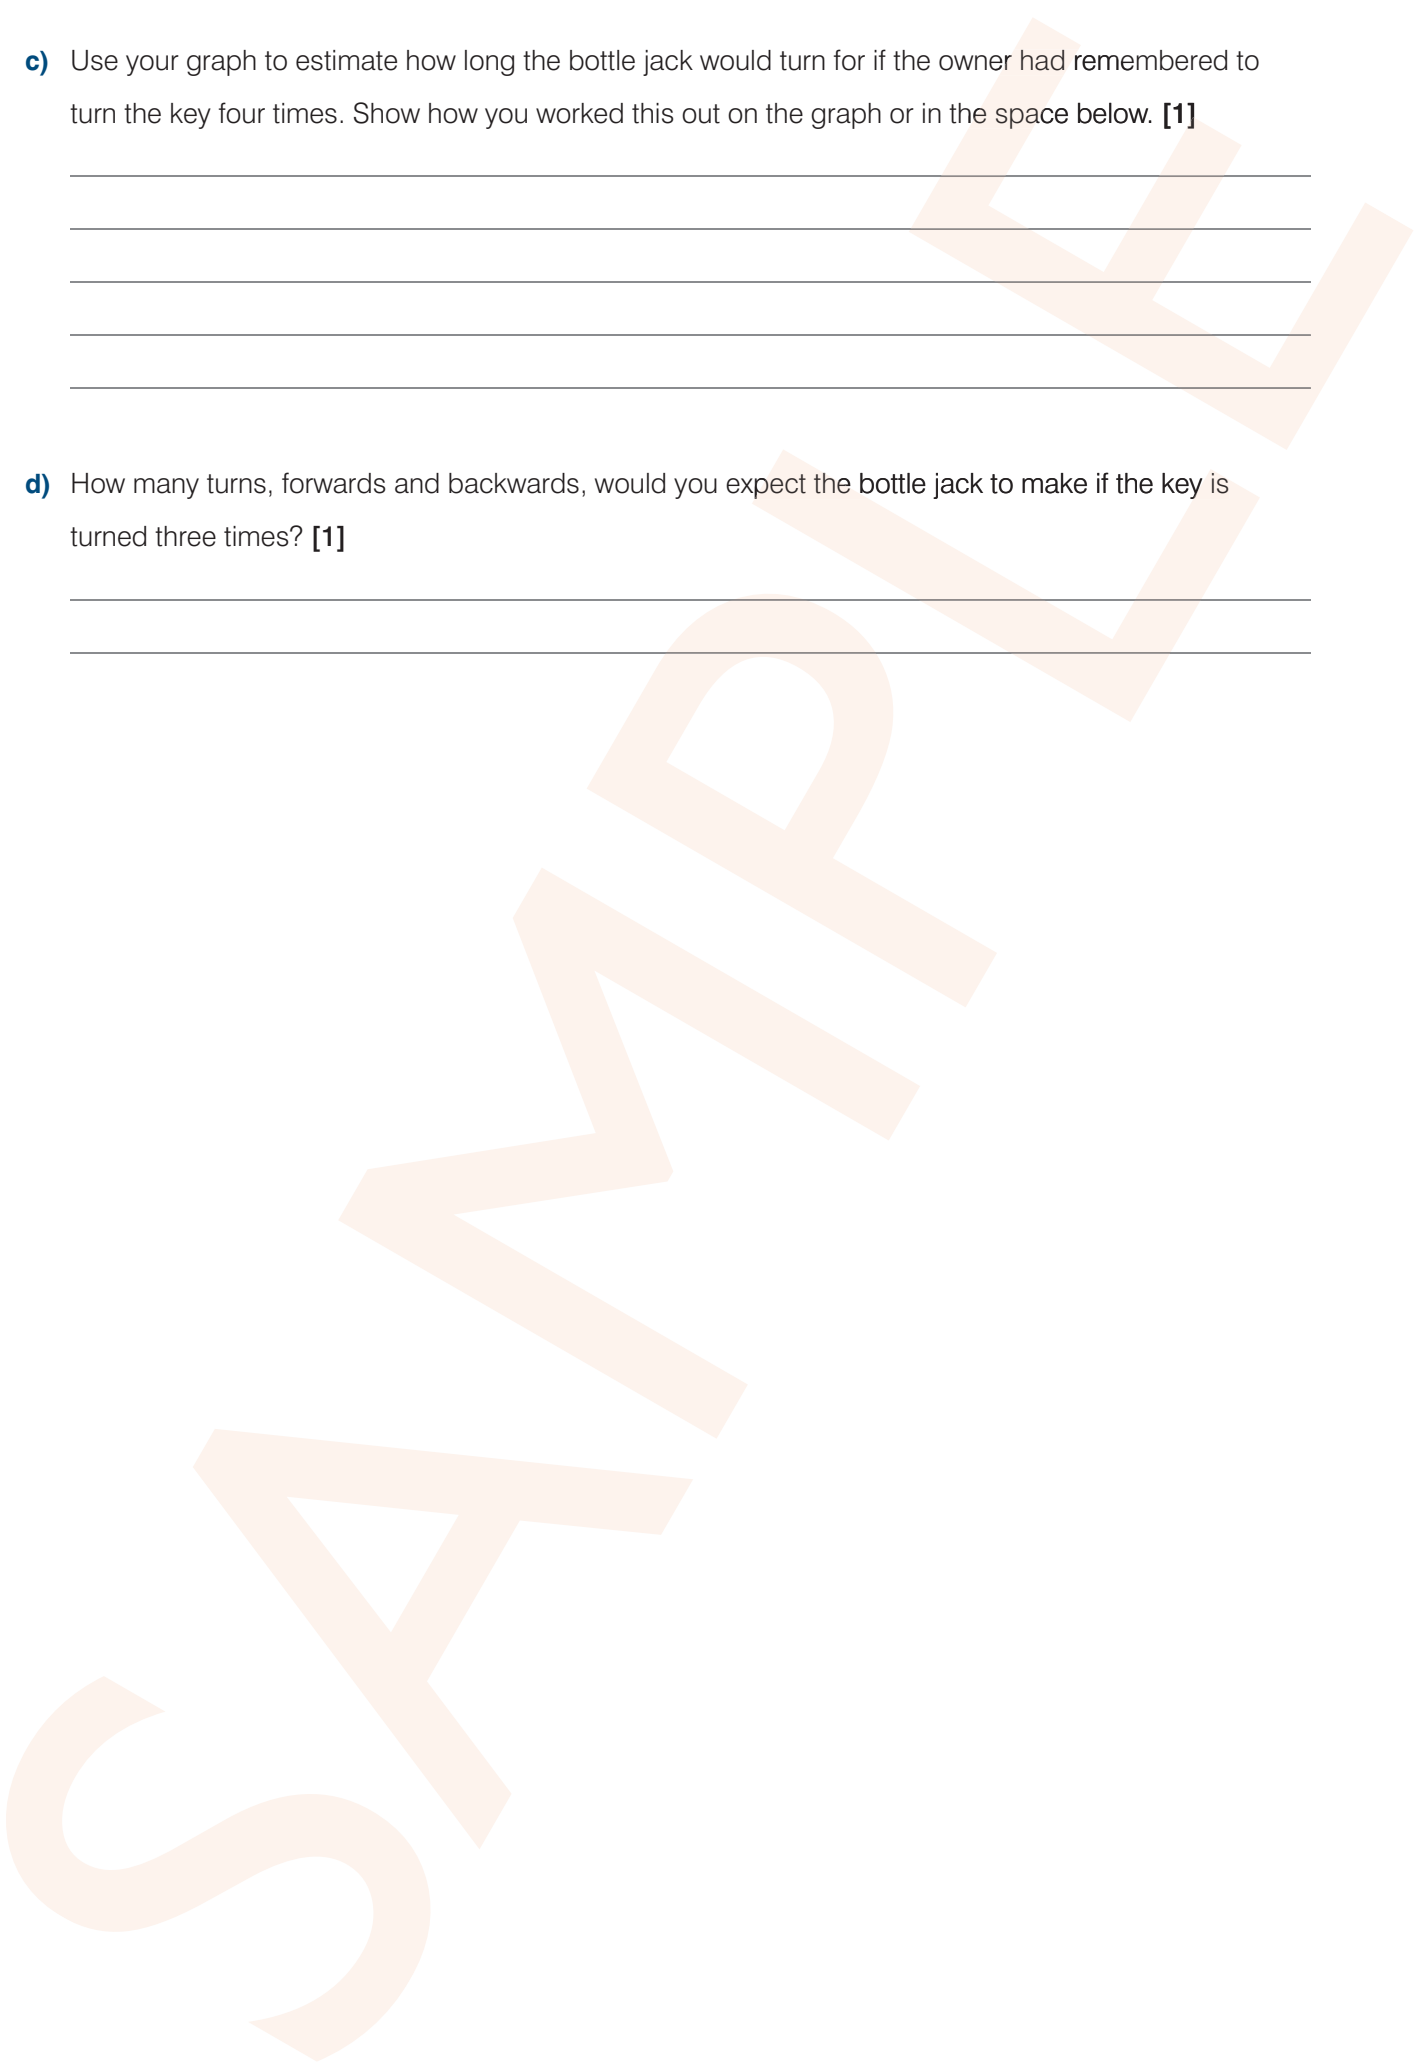 c) Use your graph to estimate how long the bottle jack would turn for if the owner had remembered to
turn the key four times. Show how you worked this out on the graph or in the space below. [1]
d) How many turns, forwards and backwards, would you expect the bottle jack to make if the key is
turned three times? [1]
SAMPLE